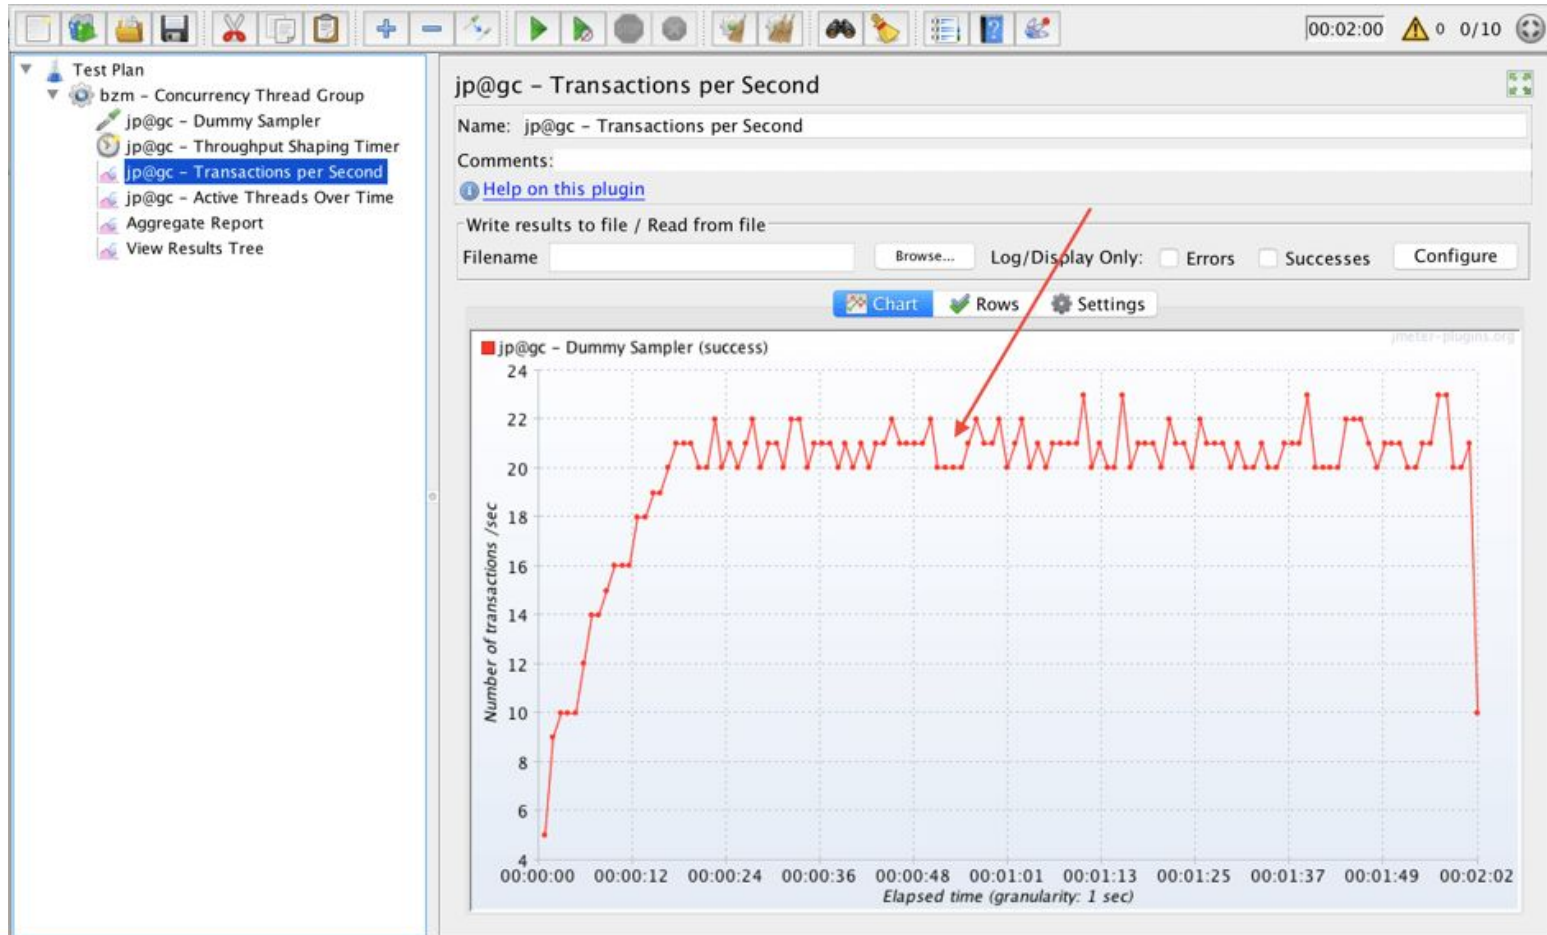 00:02:00 0 0/10
Test Plan
bzm - Concurrency Thread Group
jp@gc - Dummy Sampler
jp@gc - Throughput Shaping Timer
jp@gc - Transactions per Second
jp@gc - Active Threads Over Time
Aggregate Report
View Results Tree
jp@gc - Transactions per Second
Name: jp@gc - Transactions per Second
Comments:
Help on this plugin
Write results to file / Read from file
Filename Browse... Log/Display Only: Errors Successes Configure
Chart Rows Settings
jmeter-plugins.org
jp@gc - Dummy Sampler (success)
24
22
20
18
16
14
12
10
8
6
4
Number of transactions /sec
00:00:00 00:00:12 00:00:24 00:00:36 00:00:48 00:01:01 00:01:13 00:01:25 00:01:37 00:01:49 00:02:02
Elapsed time (granularity: 1 sec)